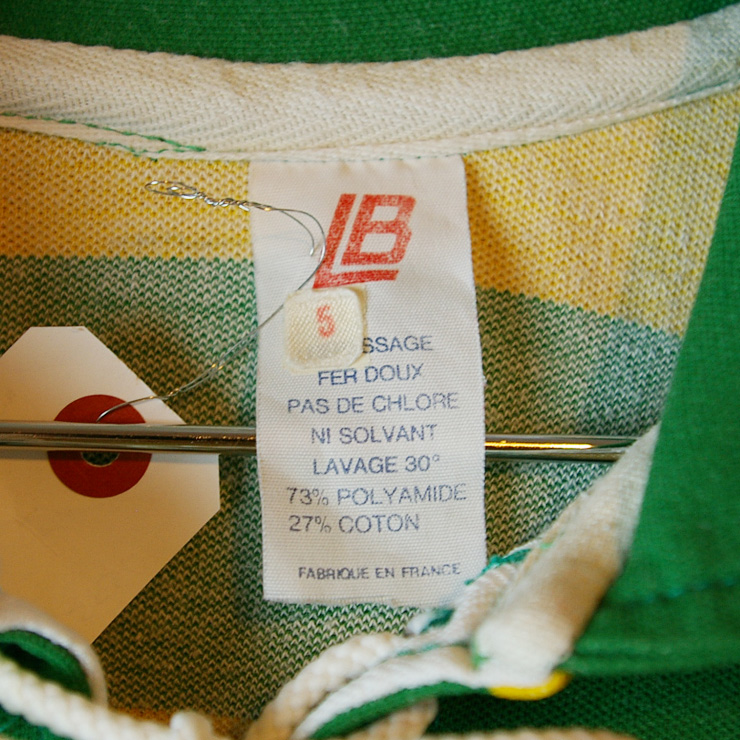 LB
S
FER DOUX
PAS DE CHLORE
NI SOLVANT
LAVAGE 30°
73% POLYAMIDE
27% COTON
FABRIQUE EN FRANCE